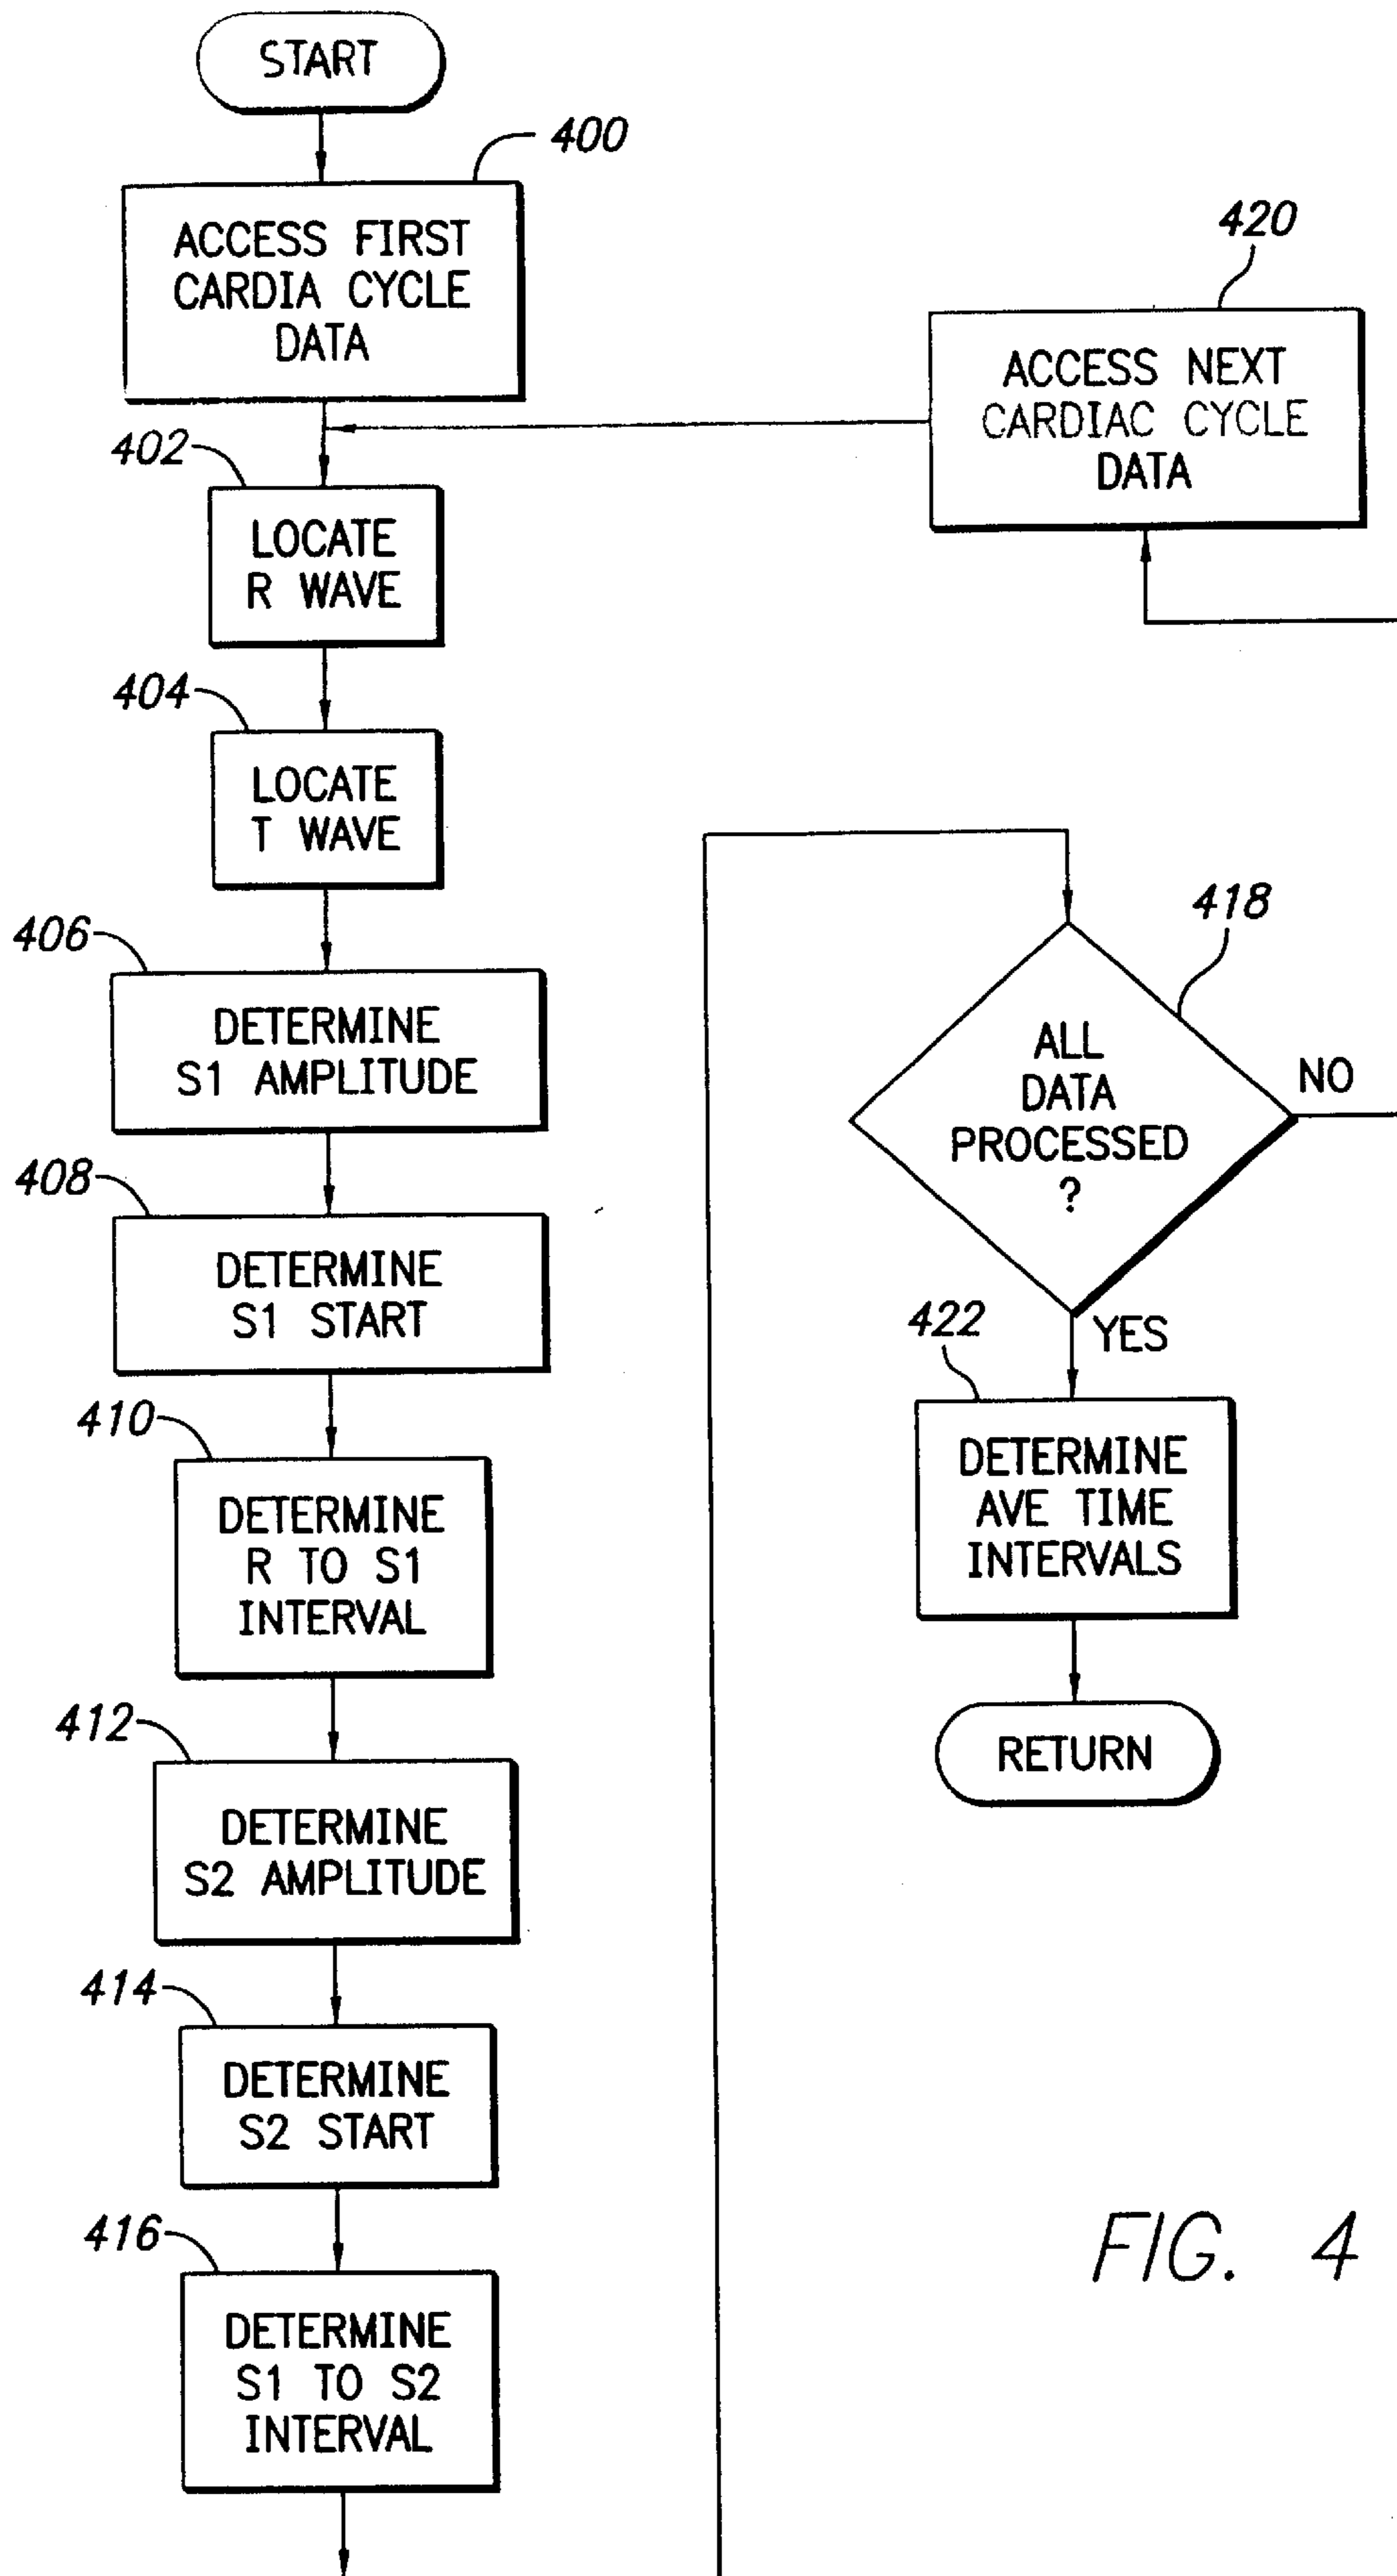 START
400
ACCESS FIRST
CARDIA CYCLE
DATA
420
ACCESS NEXT
CARDIAC CYCLE
DATA
402
LOCATE
R WAVE
404
LOCATE
T WAVE
406
DETERMINE
S1 AMPLITUDE
408
DETERMINE
S1 START
410
DETERMINE
R TO S1
INTERVAL
412
DETERMINE
S2 AMPLITUDE
414
DETERMINE
S2 START
416
DETERMINE
S1 TO S2
INTERVAL
418
ALL
DATA
PROCESSED
?
NO
YES
422
DETERMINE
AVE TIME
INTERVALS
RETURN
FIG. 4